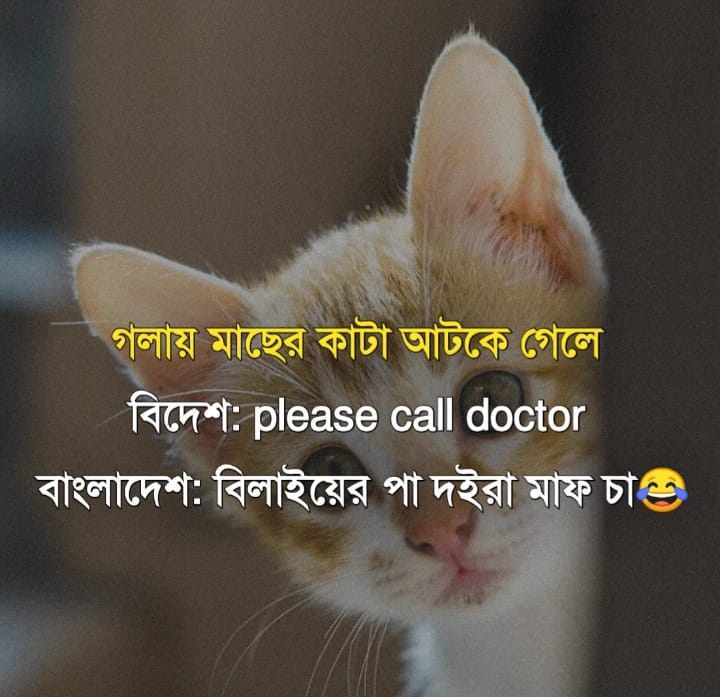 গলায় মাছের কাটা আটকে গেলে
বিদেশ: please call doctor
বাংলাদেশ: বিলাইয়ের পা দইরা মাফ চা😂